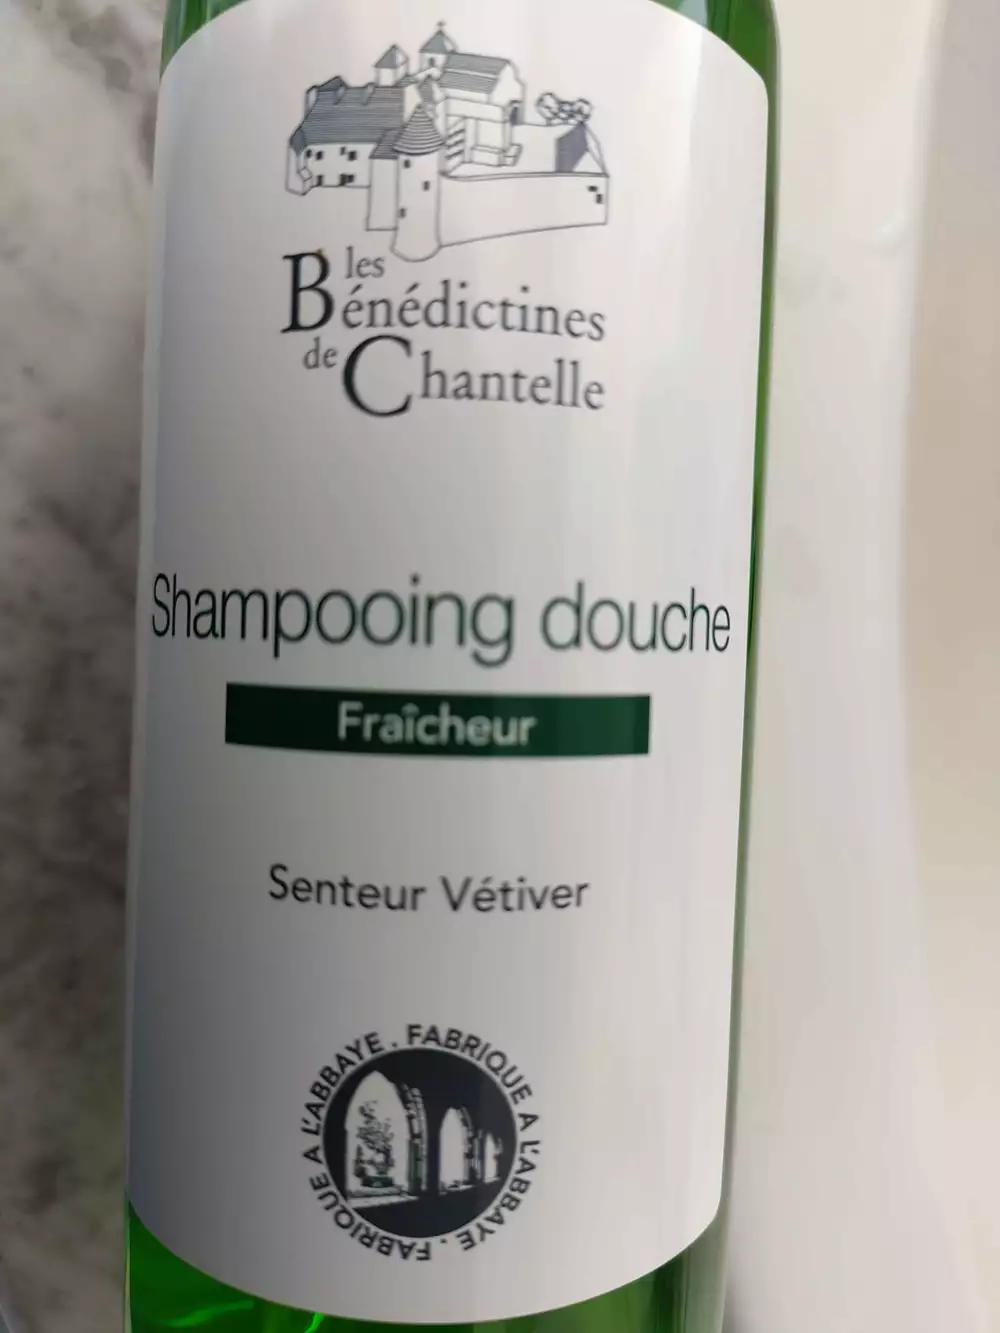 les
Bénédictines
de Chantelle
Shampooing douche
Fraîcheur
Senteur Vétiver
FABRIQUE A L'ABBAYE . FABRIQUE A L'ABBAYE .